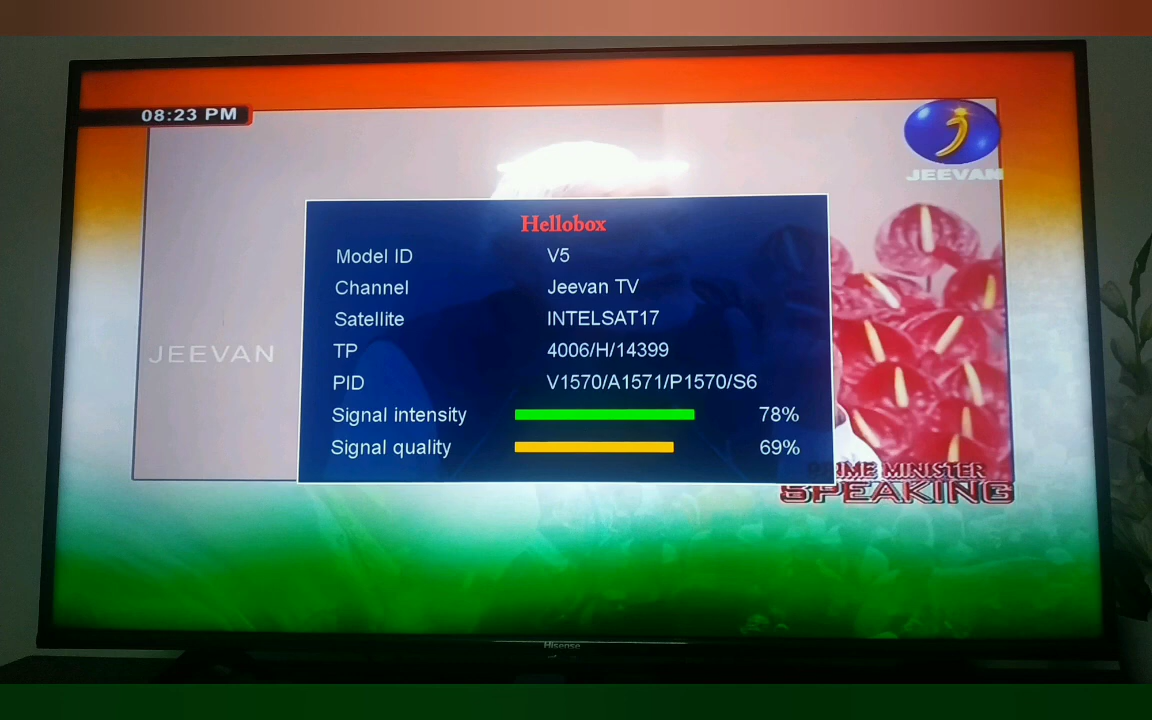 08:23 PM
JEEVAN
Hellobox
Model ID V5
Channel Jeevan TV
Satellite INTELSAT17
TP 4006/H/14399
PID V1570/A1571/P1570/S6
Signal intensity 78%
Signal quality 69%
JEEVAN
PRIME MINISTER
SPEAKING
Hisense